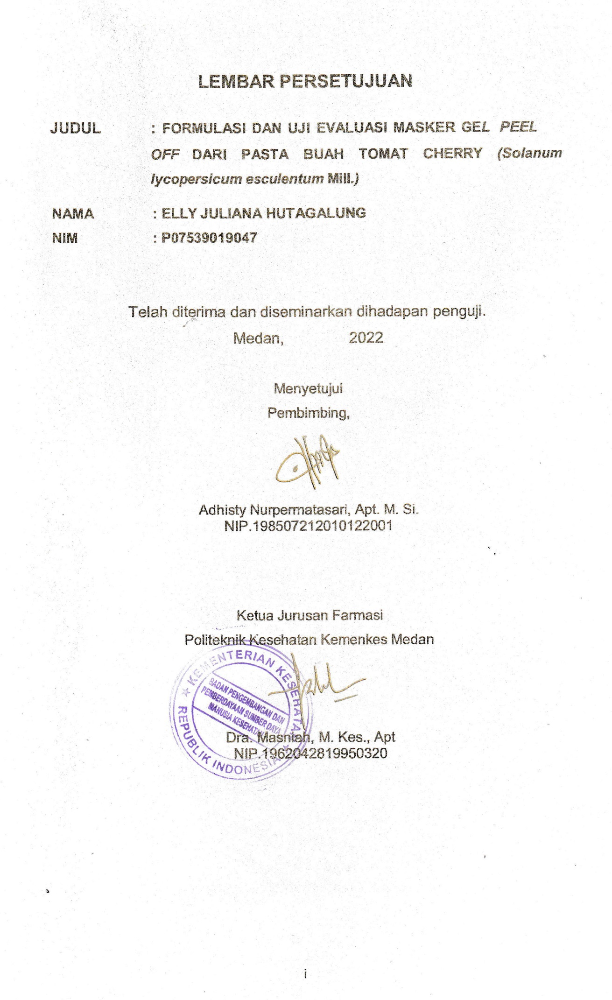 LEMBAR PERSETUJUAN
JUDUL : FORMULASI DAN UJI EVALUASI MASKER GEL PEEL
OFF DARI PASTA BUAH TOMAT CHERRY (Solanum
lycopersicum esculentum Mill.)
NAMA : ELLY JULIANA HUTAGALUNG
NIM : P07539019047
Telah diterima dan diseminarkan dihadapan penguji.
Medan, 2022
Menyetujui
Pembimbing,
Adhisty Nurpermatasari, Apt. M. Si.
NIP.198507212010122001
Ketua Jurusan Farmasi
Politeknik Kesehatan Kemenkes Medan
KEMENTERIAN KESEHATAN
BADAN PENGEMBANGAN DAN
PEMBERDAYAAN SUMBER DAYA
MANUSIA KESEHATAN
REPUBLIK INDONESIA
Dra. Masniah, M. Kes., Apt
NIP.1962042819950320
i